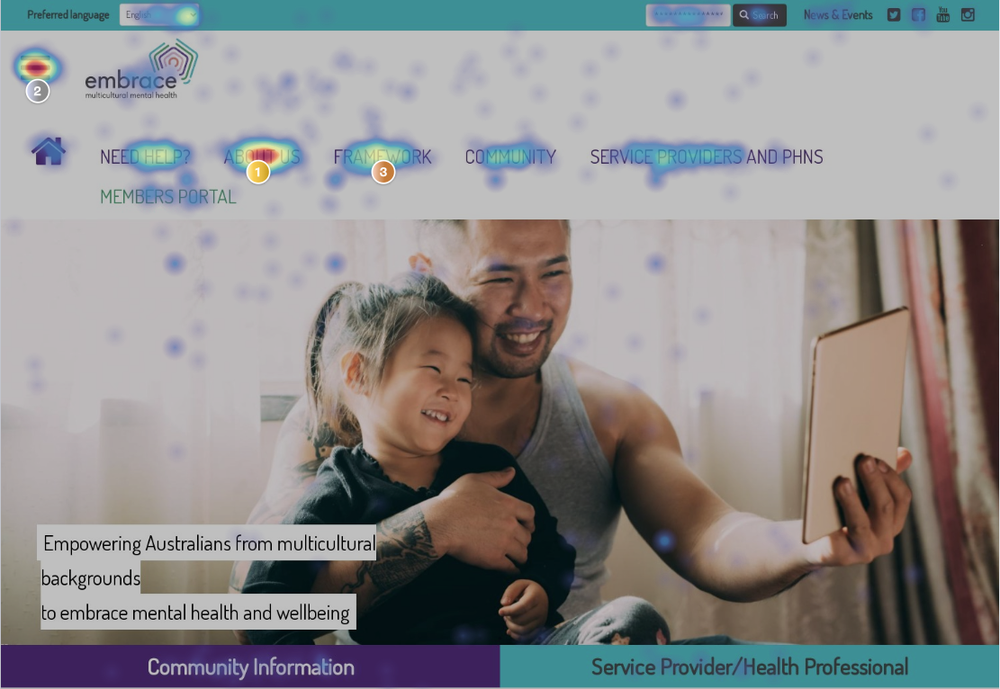 Preferred language
English
Search
News & Events
You
Tube
2
embrace
multicultural mental health
NEED HELP?
ABOUT US
FRAMEWORK
COMMUNITY
SERVICE PROVIDERS AND PHNS
1
3
MEMBERS PORTAL
Empowering Australians from multicultural
backgrounds
to embrace mental health and wellbeing
Community Information
Service Provider/Health Professional